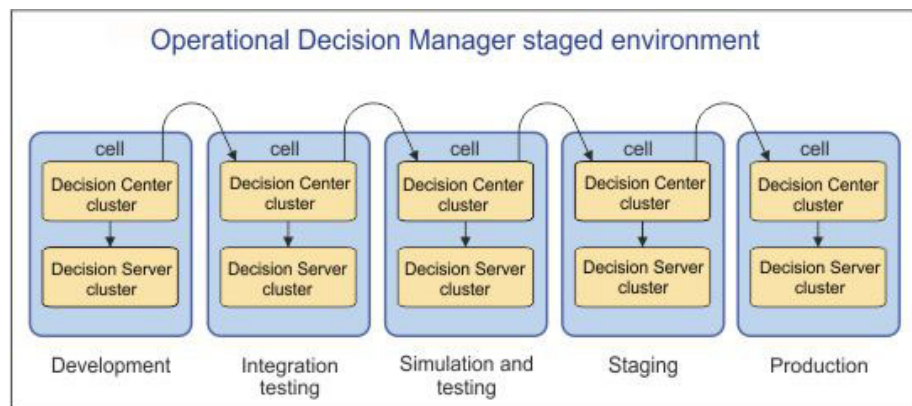 Operational Decision Manager staged environment
cell
Decision Center
cluster
Decision Server
cluster
Development
cell
Decision Center
cluster
Decision Server
cluster
Integration
testing
cell
Decision Center
cluster
Decision Server
cluster
Simulation and
testing
cell
Decision Center
cluster
Decision Server
cluster
Staging
cell
Decision Center
cluster
Decision Server
cluster
Production